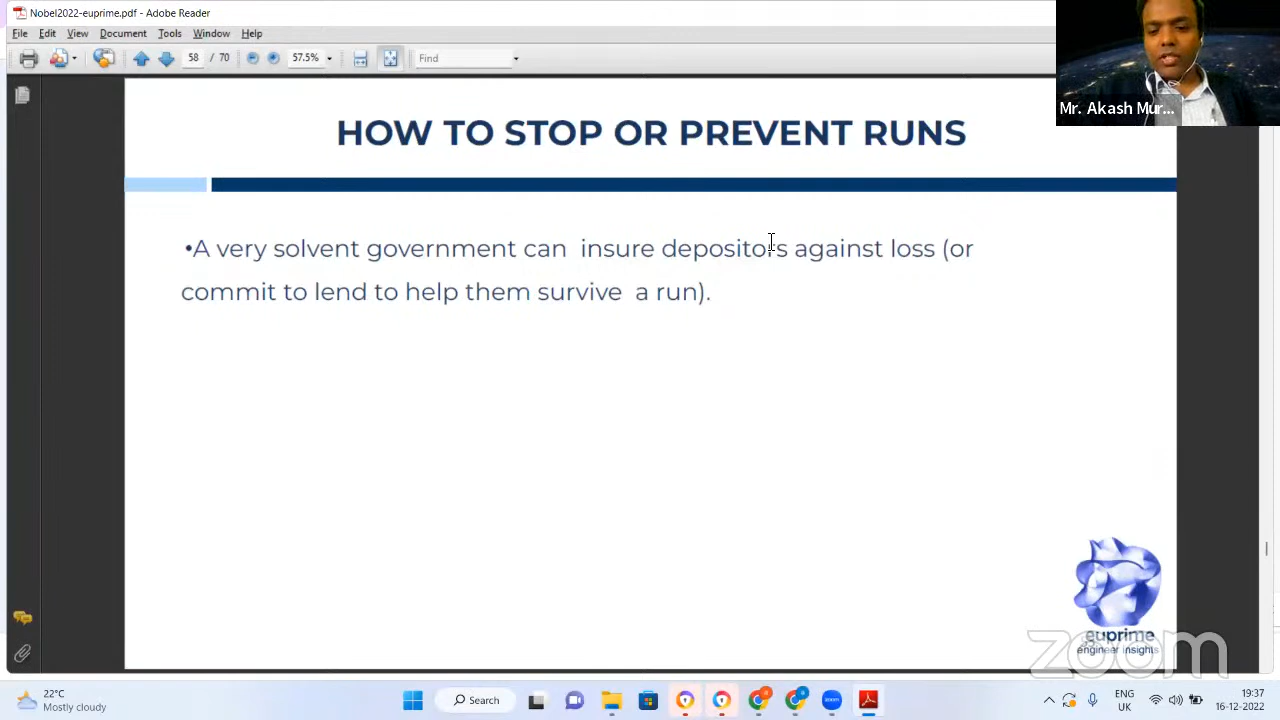 Nobel2022-euprime.pdf - Adobe Reader
File Edit View Document Tools Window Help
58 / 70 57.5% Find
Mr. Akash Mur...
HOW TO STOP OR PREVENT RUNS
•A very solvent government can insure depositors against loss (or
commit to lend to help them survive a run).
euprime
engineer insights
zoom
22°C
Mostly cloudy
Search
zoom
ENG
UK
19:37
16-12-2022